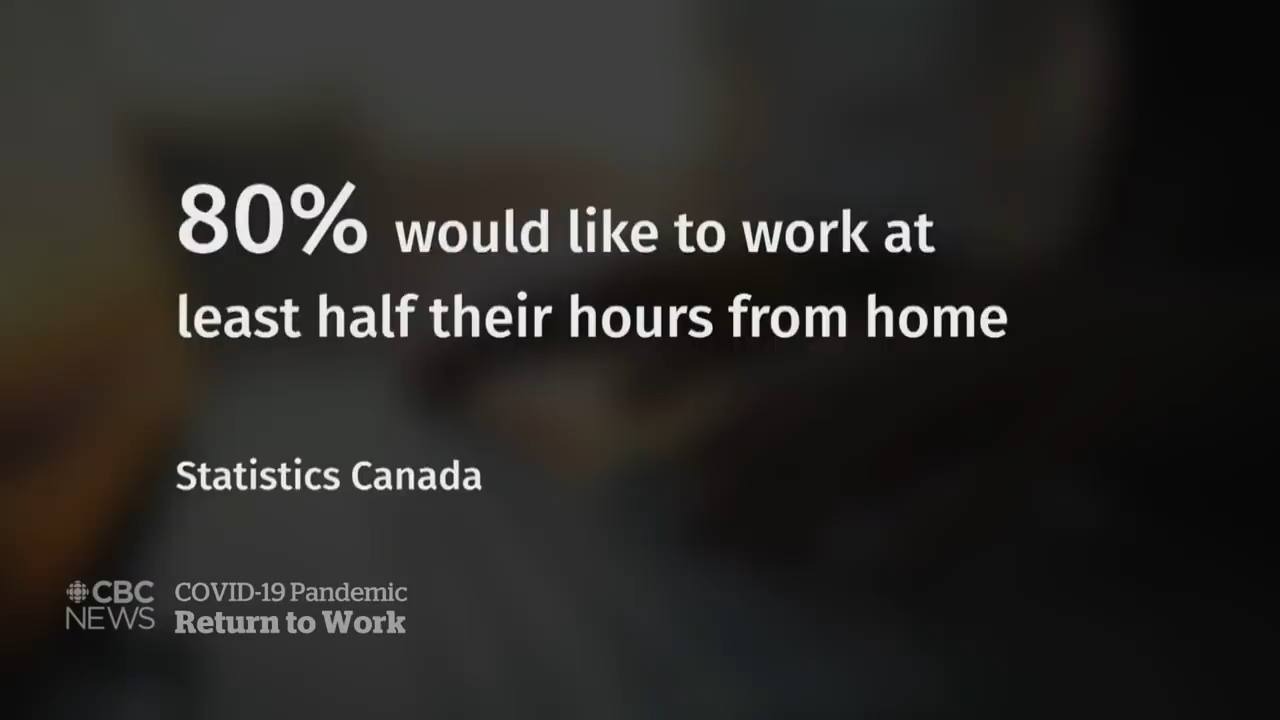 80% would like to work at
least half their hours from home
Statistics Canada
CBC
NEWS
COVID-19 Pandemic
Return to Work